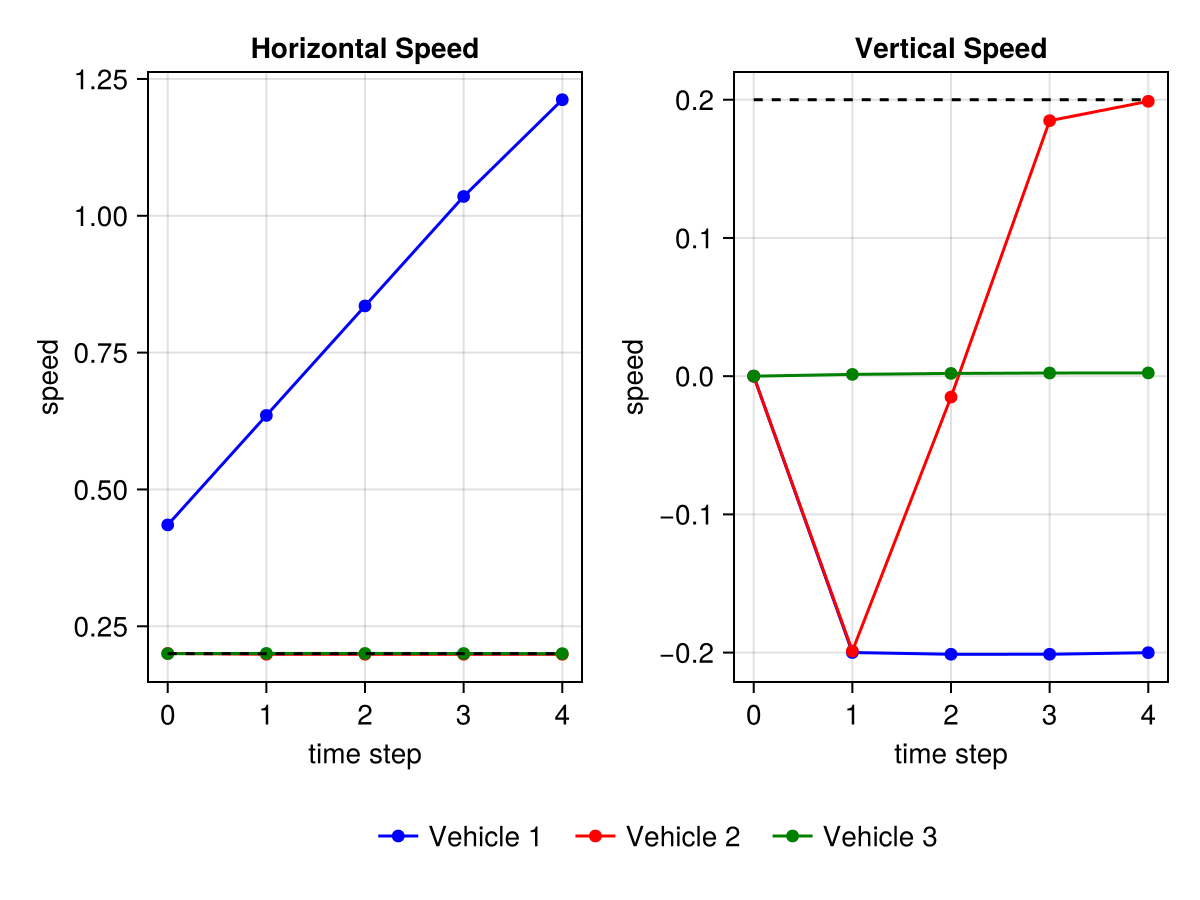 Horizontal Speed
1.25
1.00
0.75
0.50
0.25
speed
0 1 2 3 4
time step
Vertical Speed
0.2
0.1
0.0
−0.1
−0.2
speed
0 1 2 3 4
time step
Vehicle 1 Vehicle 2 Vehicle 3